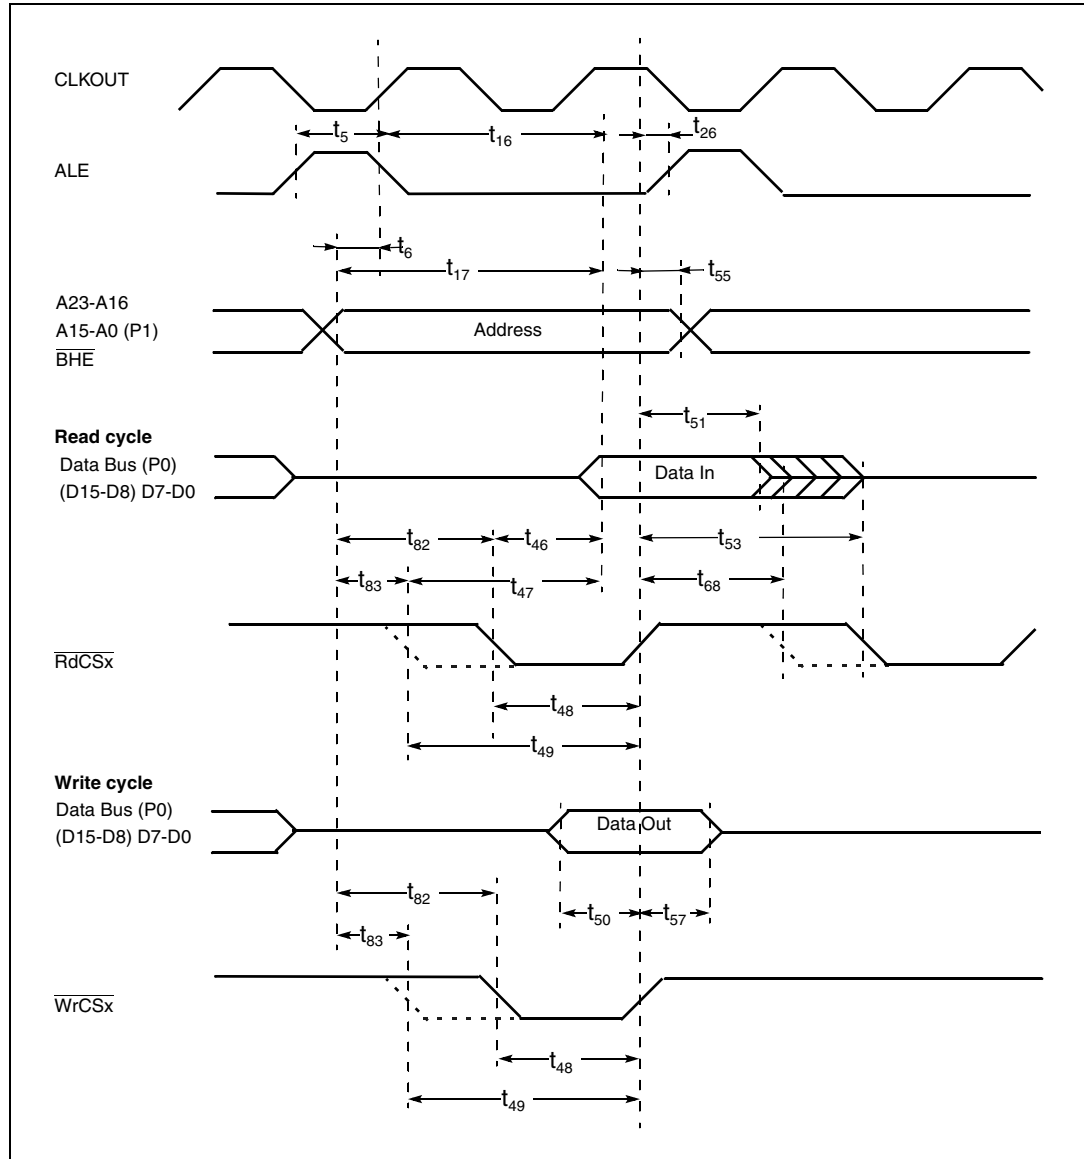 CLKOUT
t5
t16
t26
ALE
t6
t17
t55
A23-A16
A15-A0 (P1)
Address
BHE
t51
Read cycle
Data Bus (P0)
Data In
(D15-D8) D7-D0
t82
t46
t53
t83
t47
t68
RdCSx
t48
t49
Write cycle
Data Bus (P0)
Data Out
(D15-D8) D7-D0
t82
t50
t57
t83
WrCSx
t48
t49